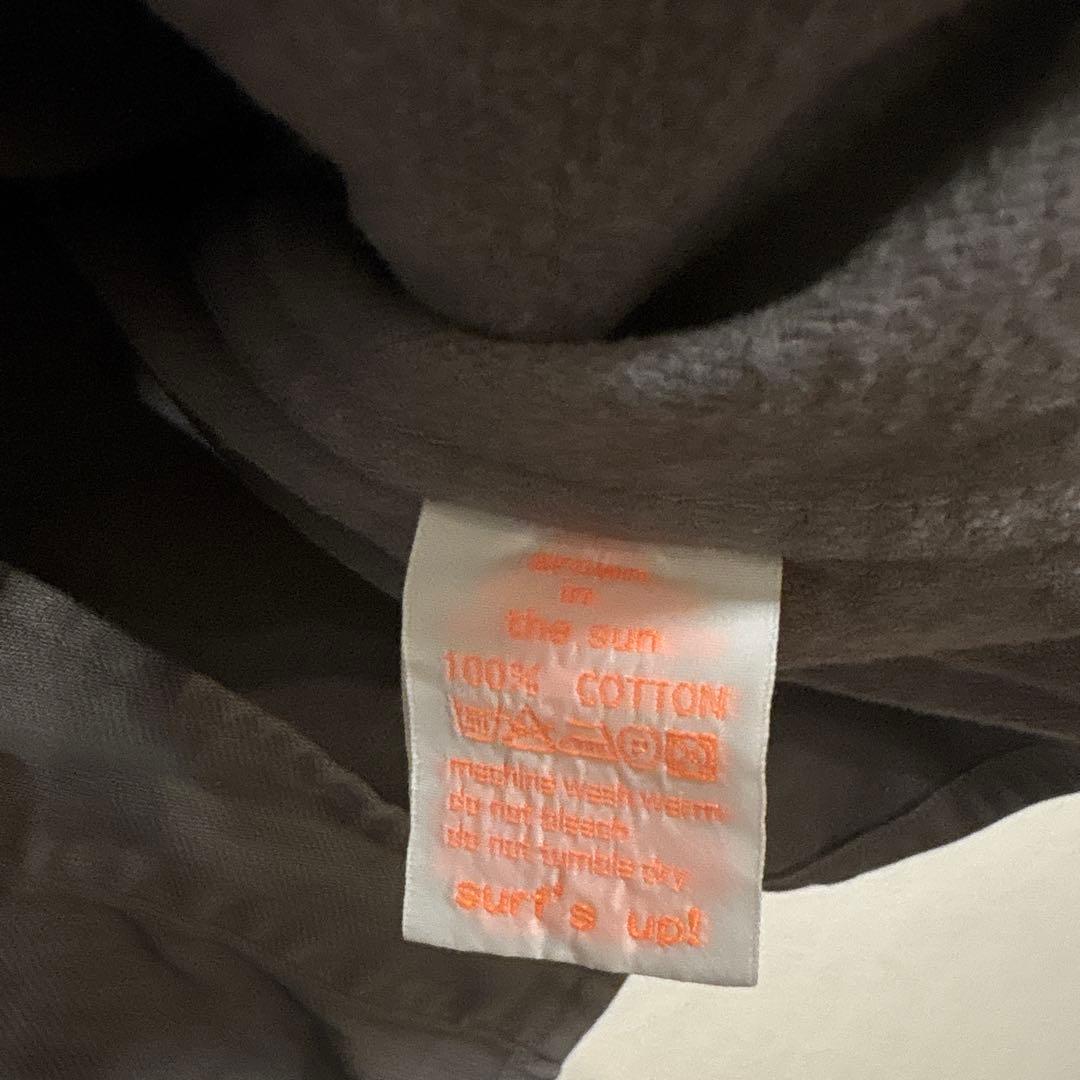 grown
in
the sun
100% COTTON
machine wash warm
do not bleach
do not tumble dry
surf's up!